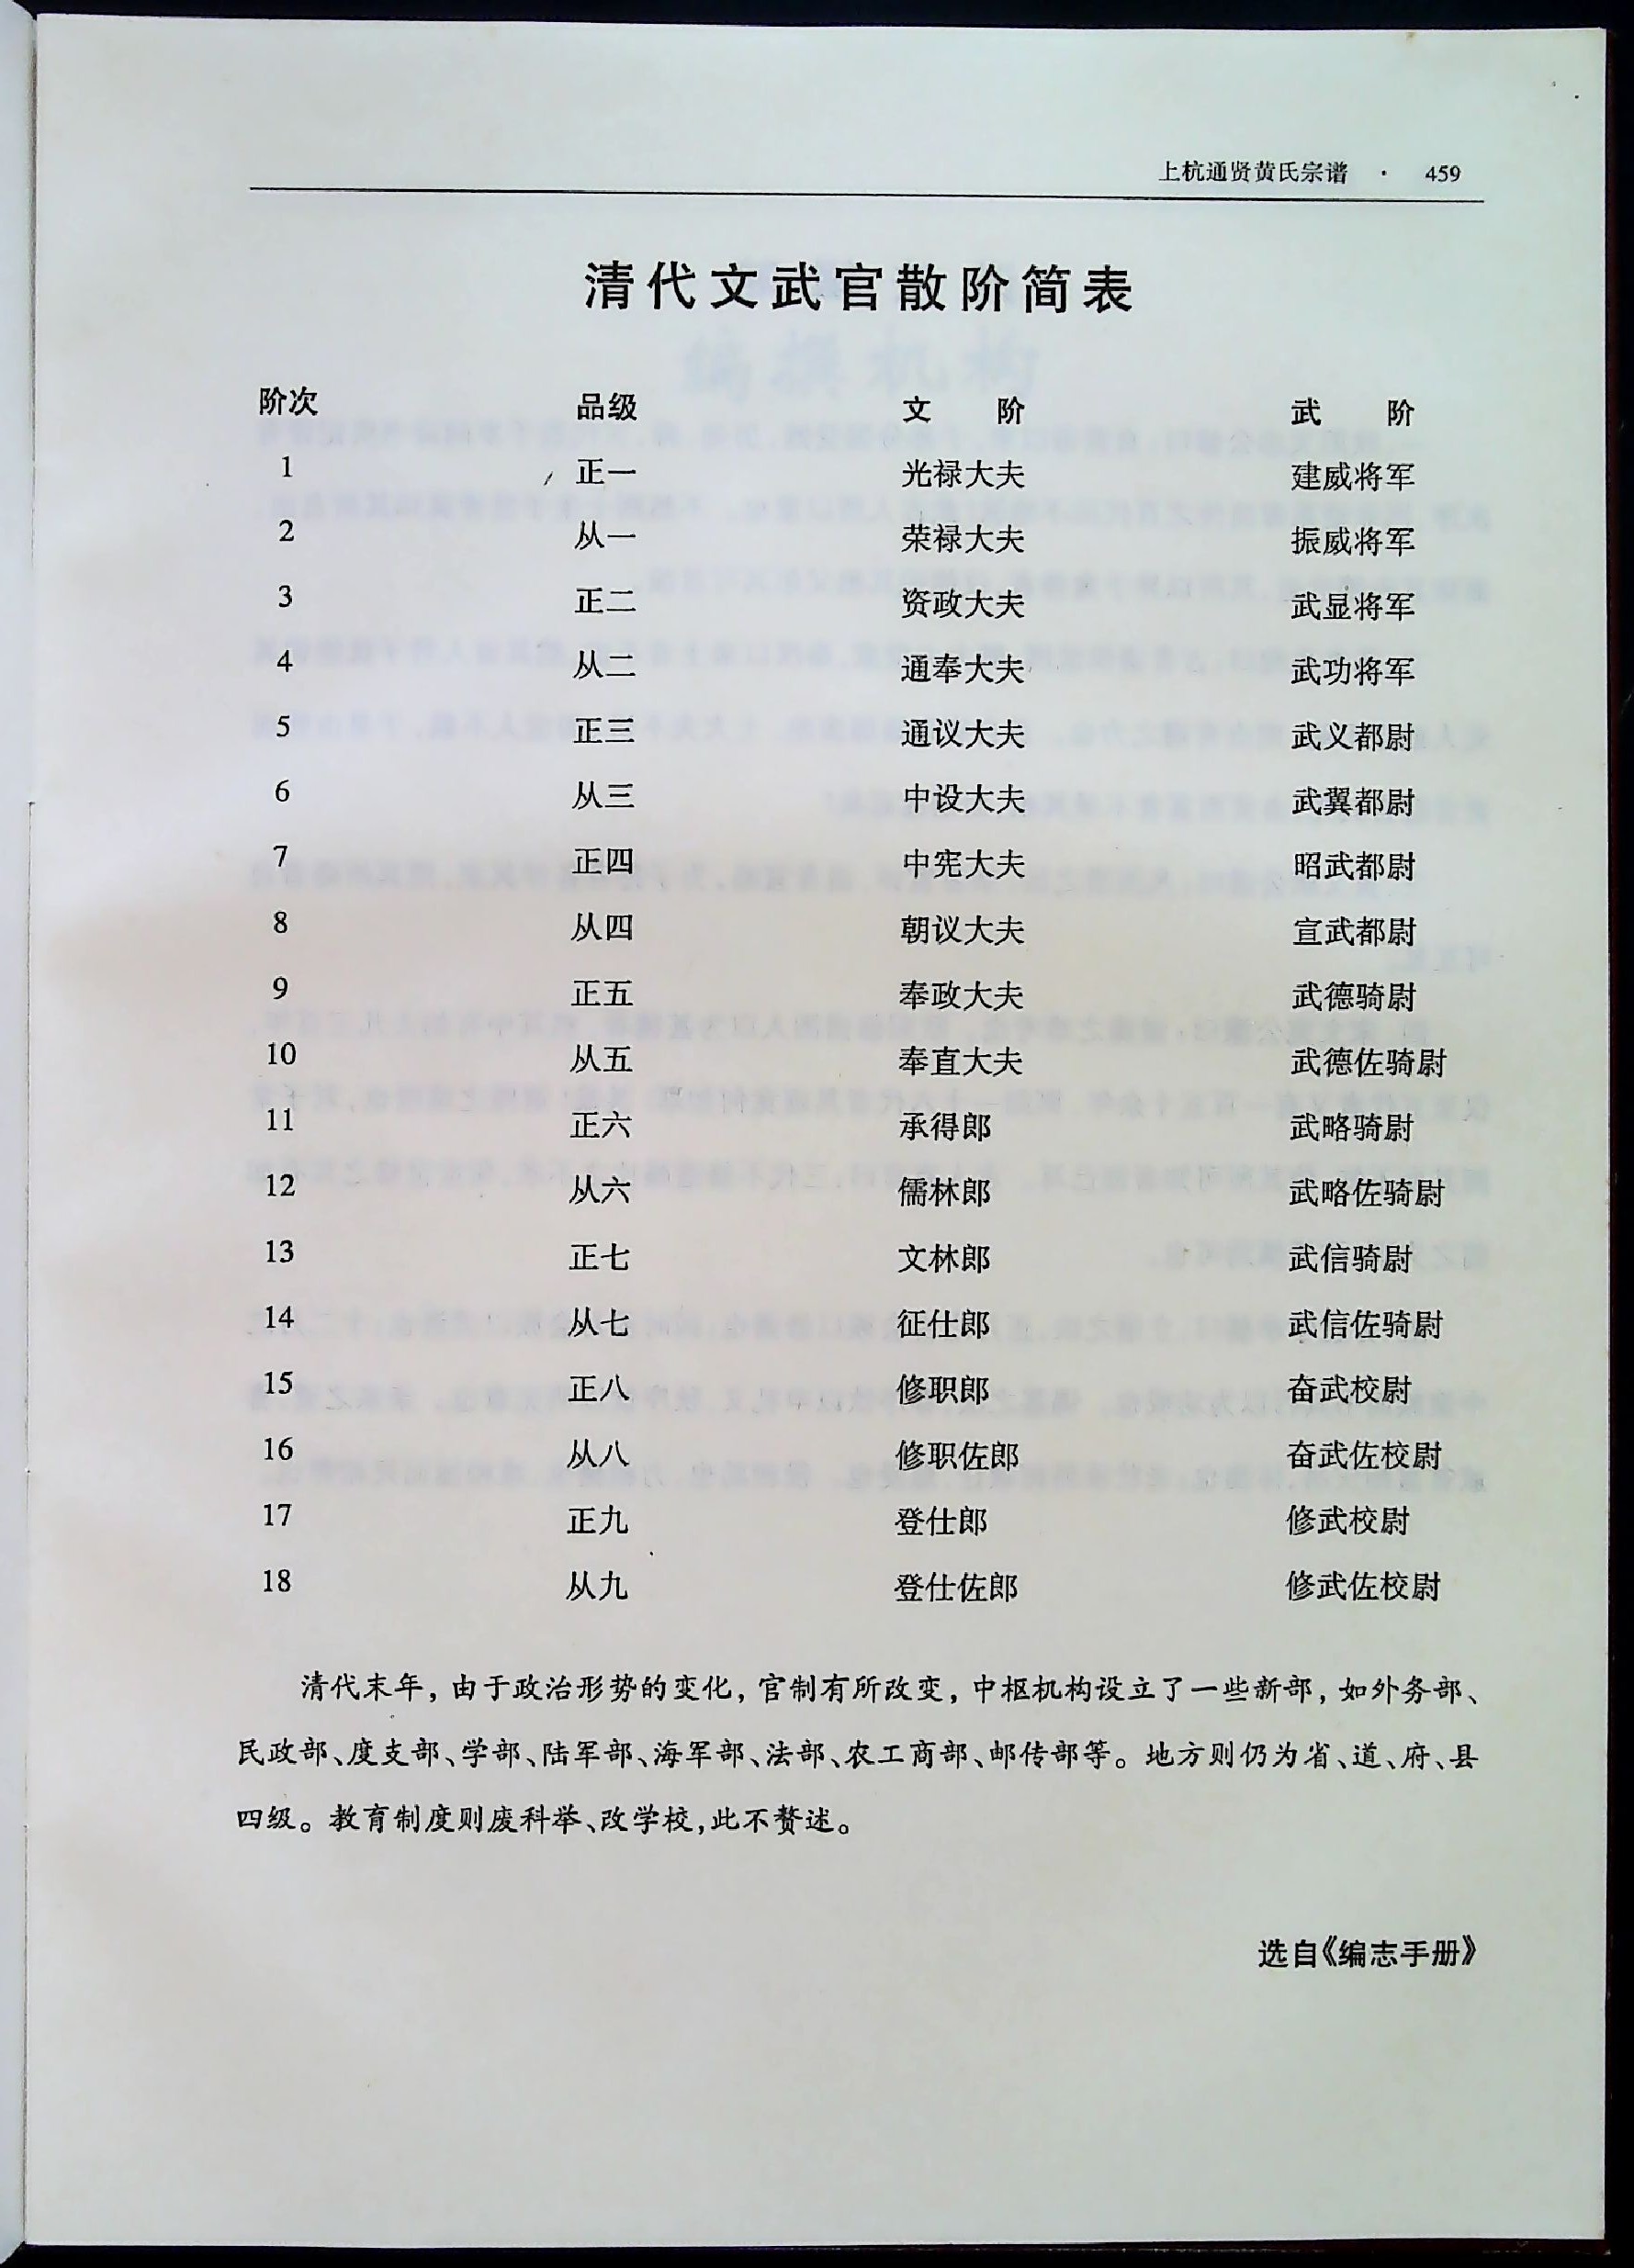 上杭通贤黄氏宗谱 · 459
清代文武官散阶简表
阶次 品级 文 阶 武 阶
1 正一 光禄大夫 建威将军
2 从一 荣禄大夫 振威将军
3 正二 资政大夫 武显将军
4 从二 通奉大夫 武功将军
5 正三 通议大夫 武义都尉
6 从三 中设大夫 武翼都尉
7 正四 中宪大夫 昭武都尉
8 从四 朝议大夫 宣武都尉
9 正五 奉政大夫 武德骑尉
10 从五 奉直大夫 武德佐骑尉
11 正六 承得郎 武略骑尉
12 从六 儒林郎 武略佐骑尉
13 正七 文林郎 武信骑尉
14 从七 征仕郎 武信佐骑尉
15 正八 修职郎 奋武校尉
16 从八 修职佐郎 奋武佐校尉
17 正九 登仕郎 修武校尉
18 从九 登仕佐郎 修武佐校尉
清代末年，由于政治形势的变化，官制有所改变，中枢机构设立了一些新部，如外务部、
民政部、度支部、学部、陆军部、海军部、法部、农工商部、邮传部等。地方则仍为省、道、府、县
四级。教育制度则废科举、改学校，此不赘述。
选自《编志手册》